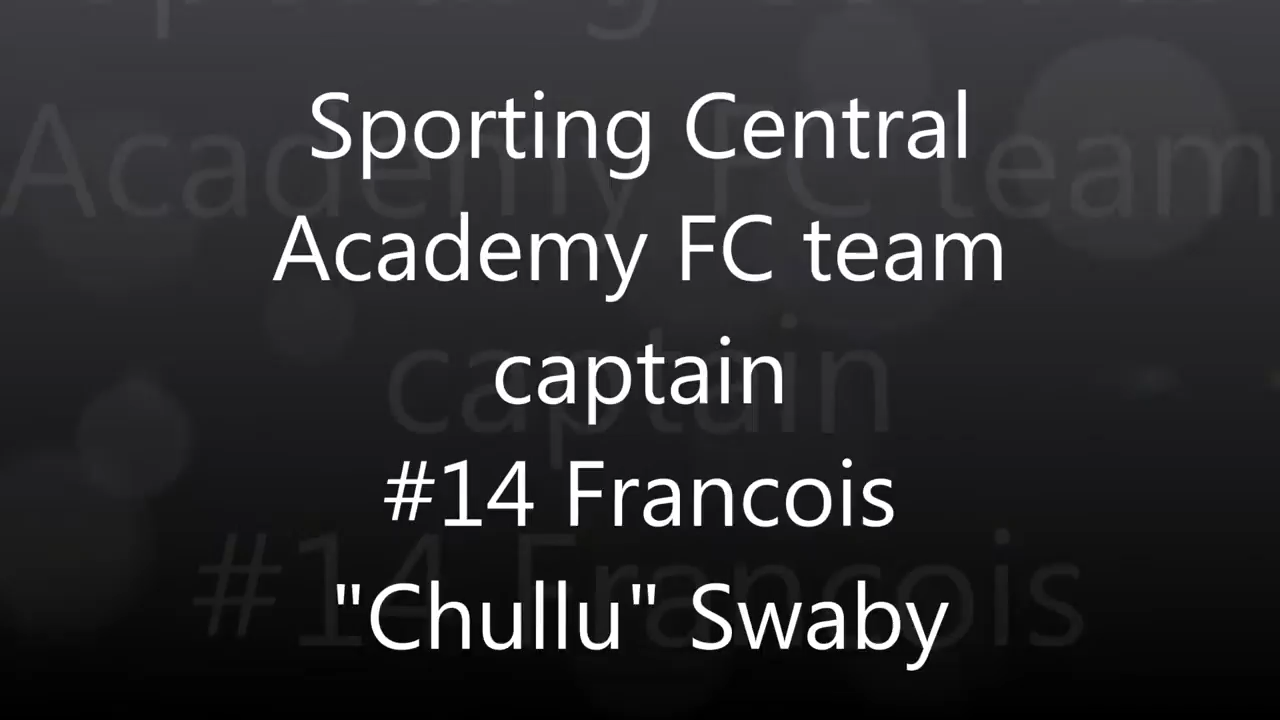 Sporting Central
Academy FC team
captain
#14 Francois
"Chullu" Swaby